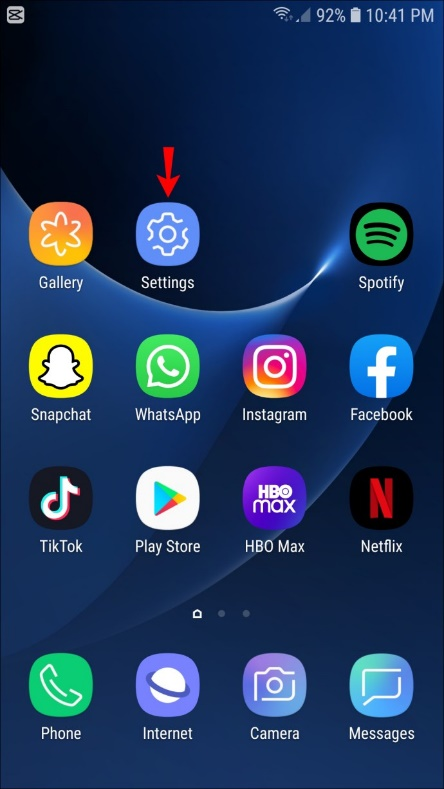 92% 10:41 PM
Gallery Settings Spotify
Snapchat WhatsApp Instagram Facebook
HBO
max
TikTok Play Store HBO Max Netflix
Phone Internet Camera Messages